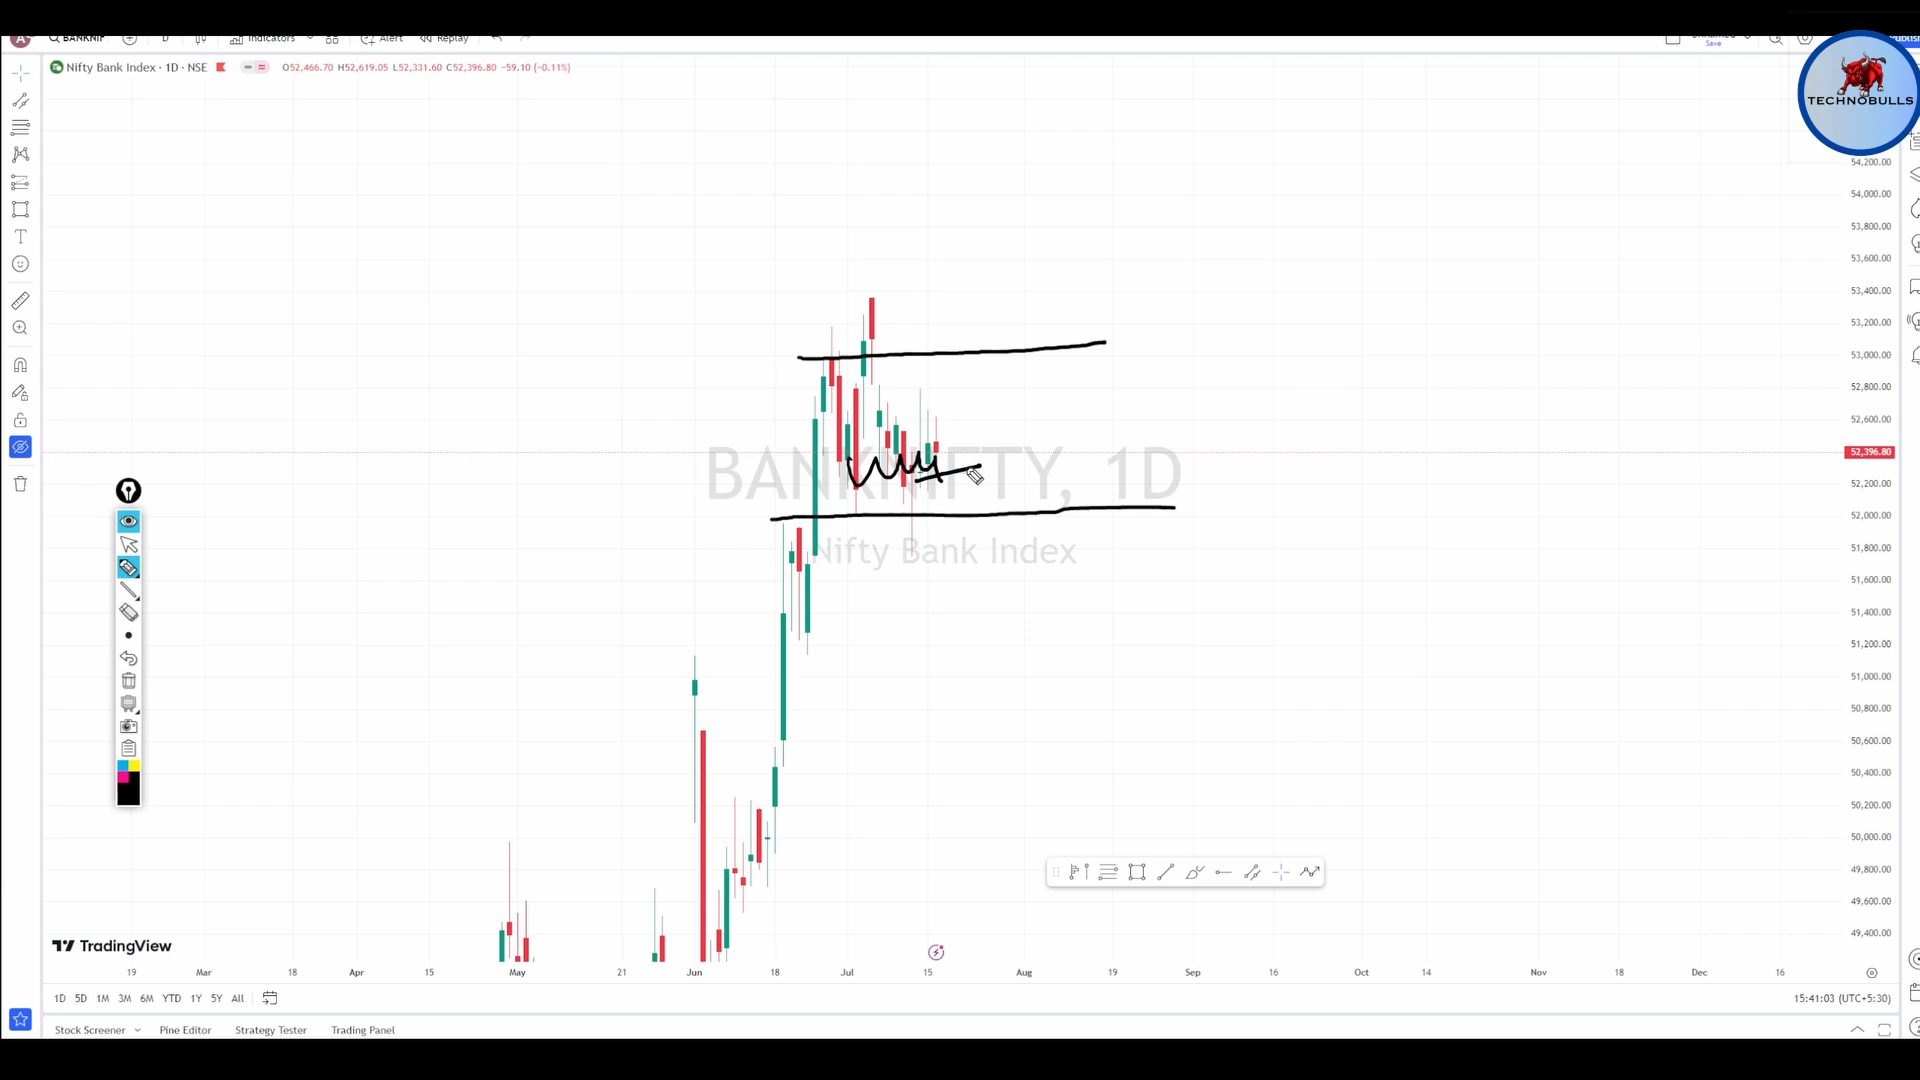 BANKNIF D Indicators Alert Replay
Save
Nifty Bank Index · 1D · NSE O52,466.70 H52,619.05 L52,331.60 C52,396.80 -59.10 (-0.11%)
TECHNOBULLS
54,200.00
54,000.00
53,800.00
53,600.00
53,400.00
53,200.00
53,000.00
52,800.00
52,600.00
52,396.80
52,200.00
52,000.00
51,800.00
51,600.00
51,400.00
51,200.00
51,000.00
50,800.00
50,600.00
50,400.00
50,200.00
50,000.00
49,800.00
49,600.00
49,400.00
BANKNIFTY, 1D
Nifty Bank Index
TradingView
19 Mar 18 Apr 15 May 21 Jun 18 Jul 15 Aug 19 Sep 16 Oct 14 Nov 18 Dec 16
1D 5D 1M 3M 6M YTD 1Y 5Y All 15:41:03 (UTC+5:30)
Stock Screener Pine Editor Strategy Tester Trading Panel